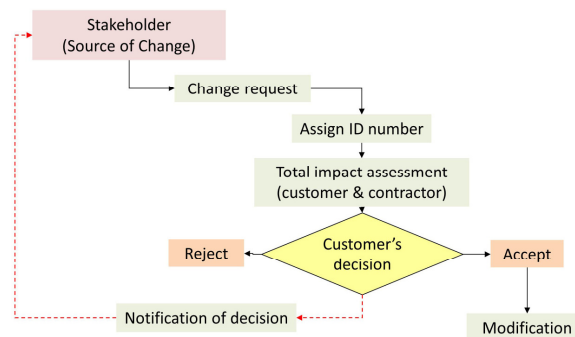 Stakeholder
(Source of Change)
Change request
Assign ID number
Total impact assessment
(customer & contractor)
Customer's
decision
Reject
Accept
Notification of decision
Modification